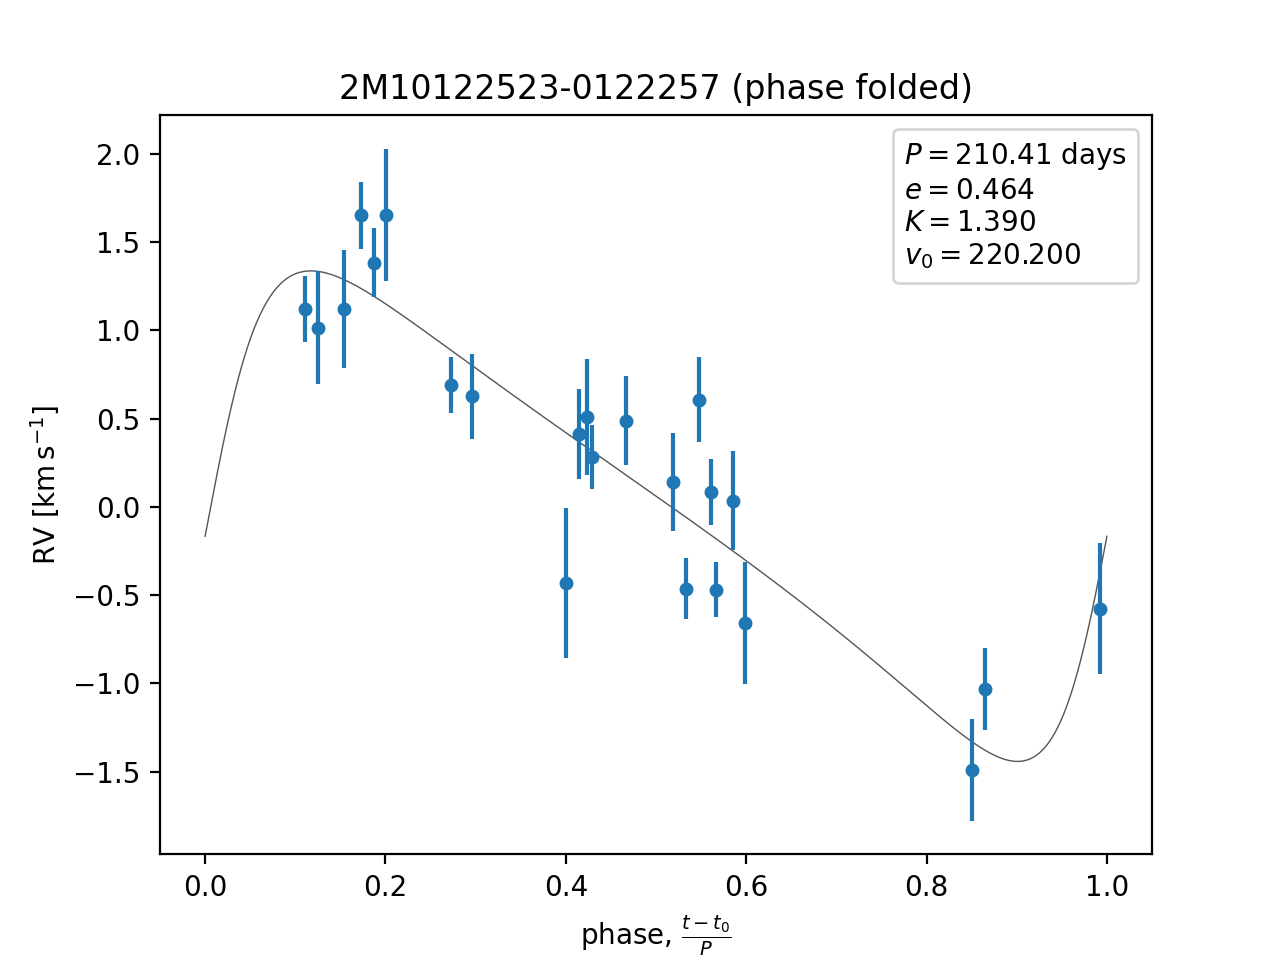 2M10122523-0122257 (phase folded)
P = 210.41 days
e = 0.464
K = 1.390
v₀ = 220.200
RV [km s⁻¹]
2.0
1.5
1.0
0.5
0.0
−0.5
−1.0
−1.5
0.0 0.2 0.4 0.6 0.8 1.0
phase, (t − t₀)/P